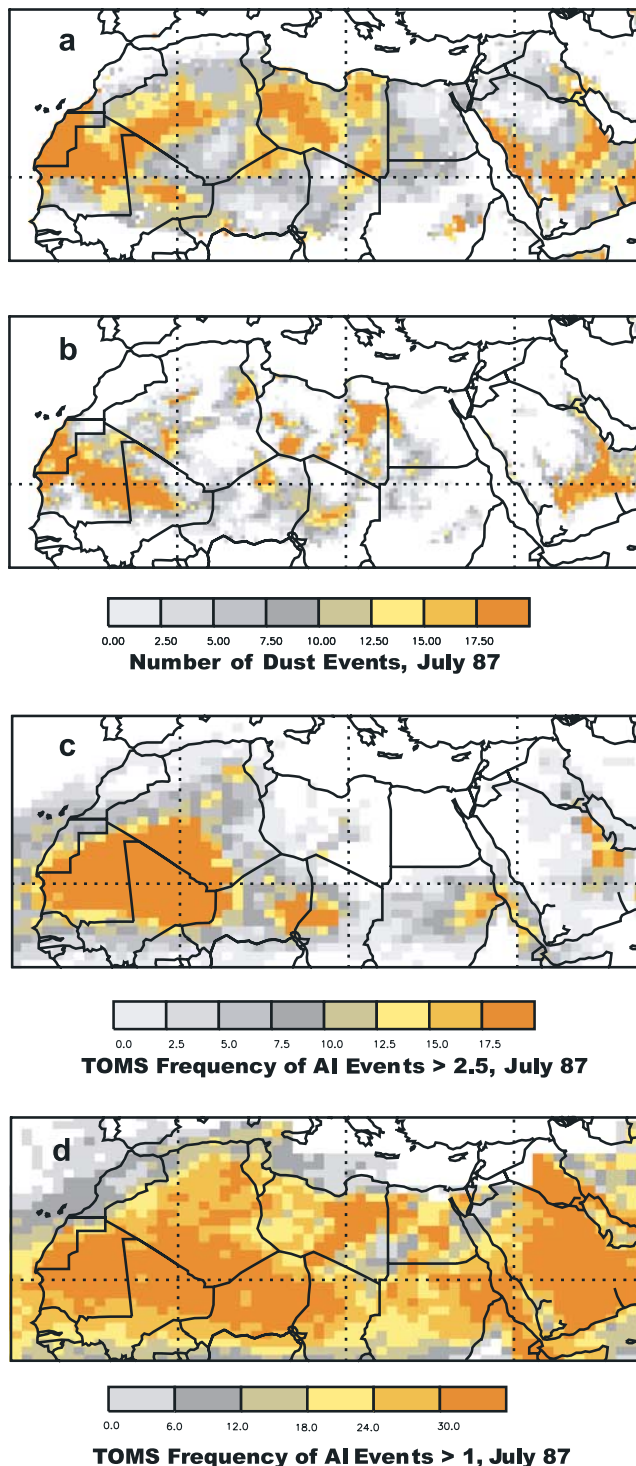 a
b
0.00 2.50 5.00 7.50 10.00 12.50 15.00 17.50
Number of Dust Events, July 87
c
0.0 2.5 5.0 7.5 10.0 12.5 15.0 17.5
TOMS Frequency of AI Events > 2.5, July 87
d
0.0 6.0 12.0 18.0 24.0 30.0
TOMS Frequency of AI Events > 1, July 87